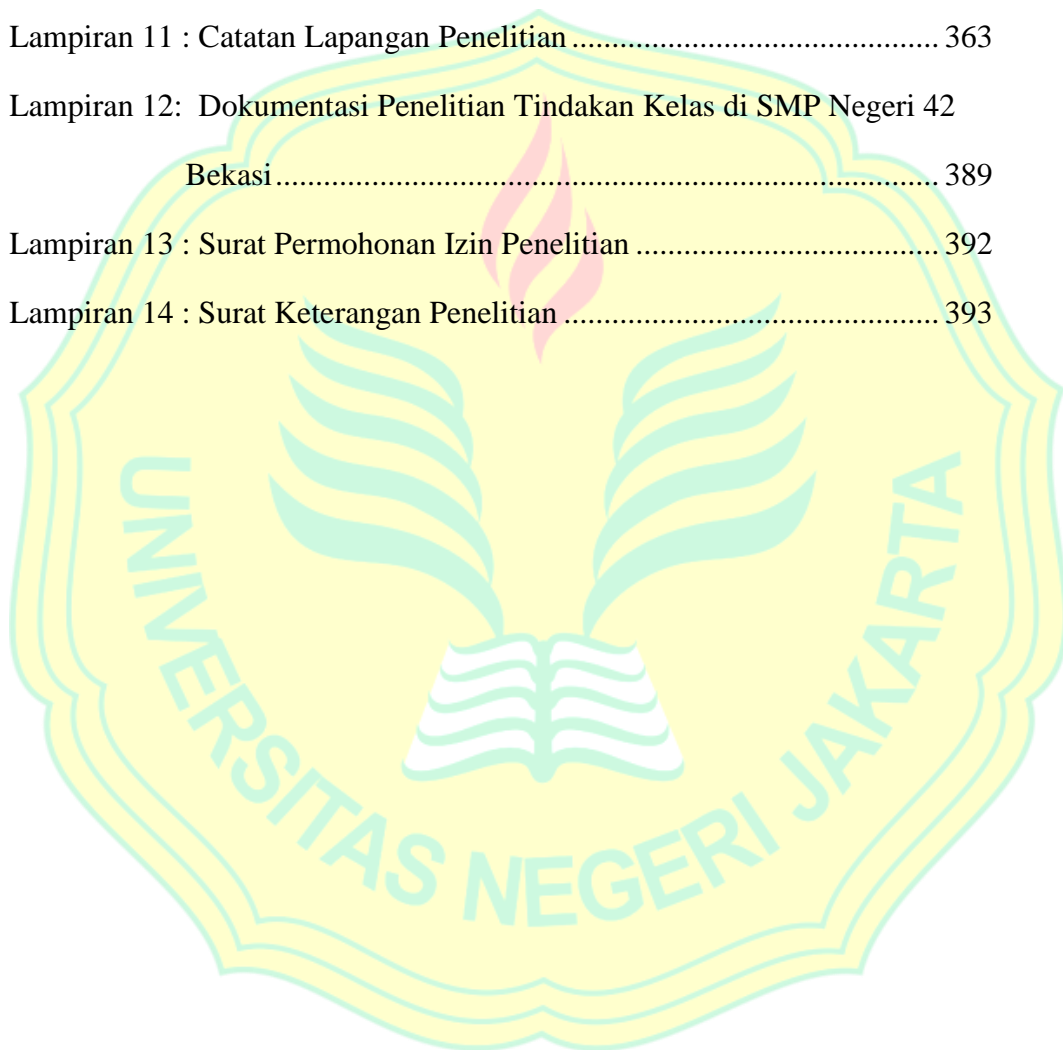 Lampiran 11 : Catatan Lapangan Penelitian .............................................. 363
Lampiran 12:  Dokumentasi Penelitian Tindakan Kelas di SMP Negeri 42
Bekasi................................................................................... 389
Lampiran 13 : Surat Permohonan Izin Penelitian ...................................... 392
Lampiran 14 : Surat Keterangan Penelitian ............................................... 393
UNIVERSITAS NEGERI JAKARTA